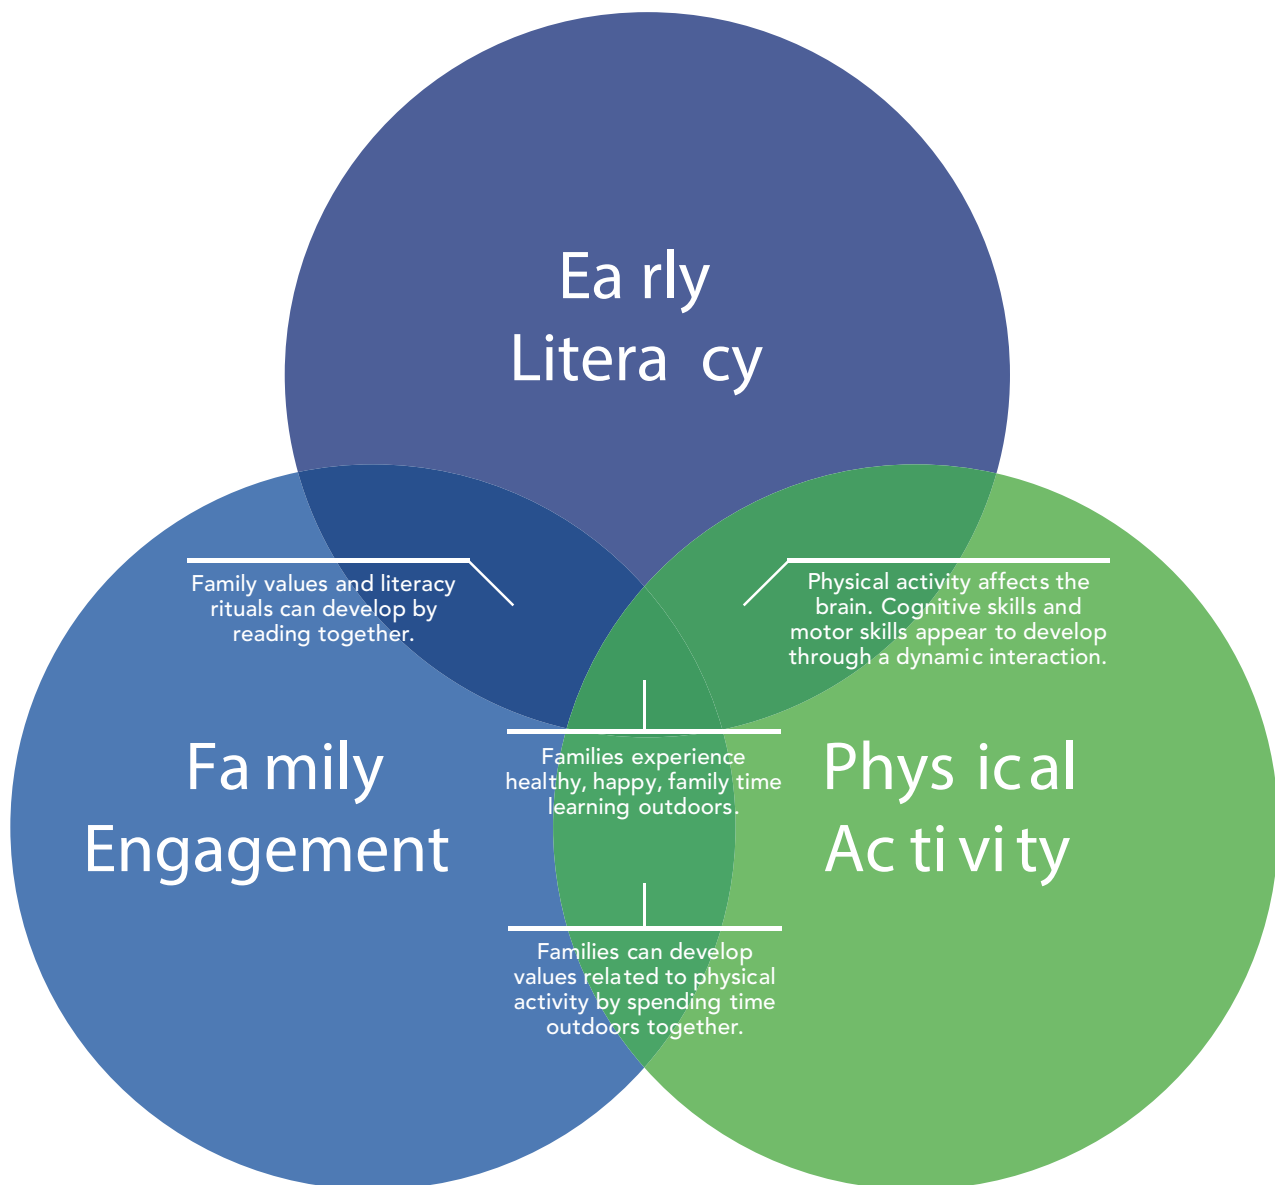 Early
Literacy
Family values and literacy
rituals can develop by
reading together.
Physical activity affects the
brain. Cognitive skills and
motor skills appear to develop
through a dynamic interaction.
Family
Engagement
Families experience
healthy, happy, family time
learning outdoors.
Physical
Activity
Families can develop
values related to physical
activity by spending time
outdoors together.